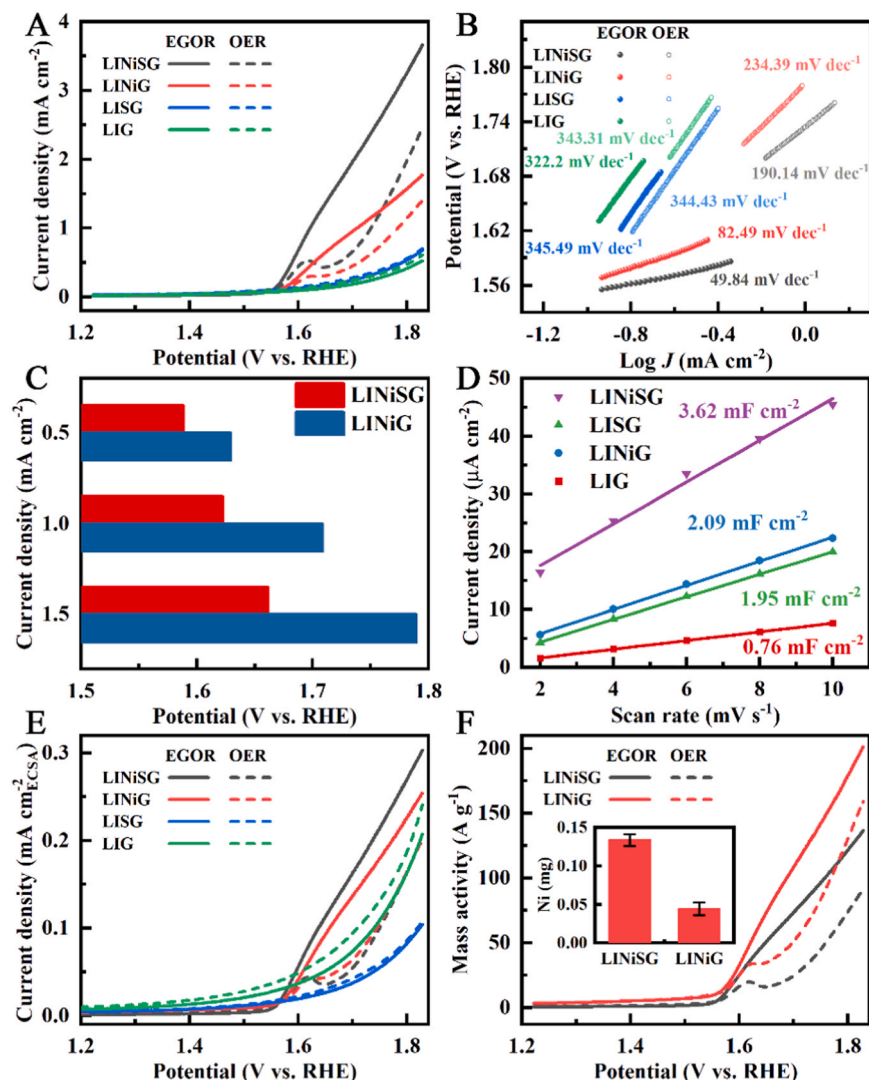 A
EGOR OER
LINiSG
LINiG
LISG
LIG
Current density (mA cm-2)
4
3
2
1
0
1.2 1.4 1.6 1.8
Potential (V vs. RHE)
B
EGOR OER
LINiSG
LINiG
LISG
LIG
234.39 mV dec-1
343.31 mV dec-1
322.2 mV dec-1
190.14 mV dec-1
344.43 mV dec-1
345.49 mV dec-1
82.49 mV dec-1
49.84 mV dec-1
Potential (V vs. RHE)
1.80
1.74
1.68
1.62
1.56
-1.2 -0.8 -0.4 0.0
Log J (mA cm-2)
C
LINiSG
LINiG
Current density (mA cm-2)
0.5
1.0
1.5
1.5 1.6 1.7 1.8
Potential (V vs. RHE)
D
LINiSG
LISG
LINiG
LIG
3.62 mF cm-2
2.09 mF cm-2
1.95 mF cm-2
0.76 mF cm-2
Current density (μA cm-2)
50
40
30
20
10
0
2 4 6 8 10
Scan rate (mV s-1)
E
EGOR OER
LINiSG
LINiG
LISG
LIG
Current density (mA cm-2ECSA)
0.3
0.2
0.1
0.0
1.2 1.4 1.6 1.8
Potential (V vs. RHE)
F
EGOR OER
LINiSG
LINiG
Mass activity (A g-1)
200
150
100
50
0
Ni (mg)
0.15
0.10
0.05
0.00
LINiSG LINiG
1.2 1.4 1.6 1.8
Potential (V vs. RHE)